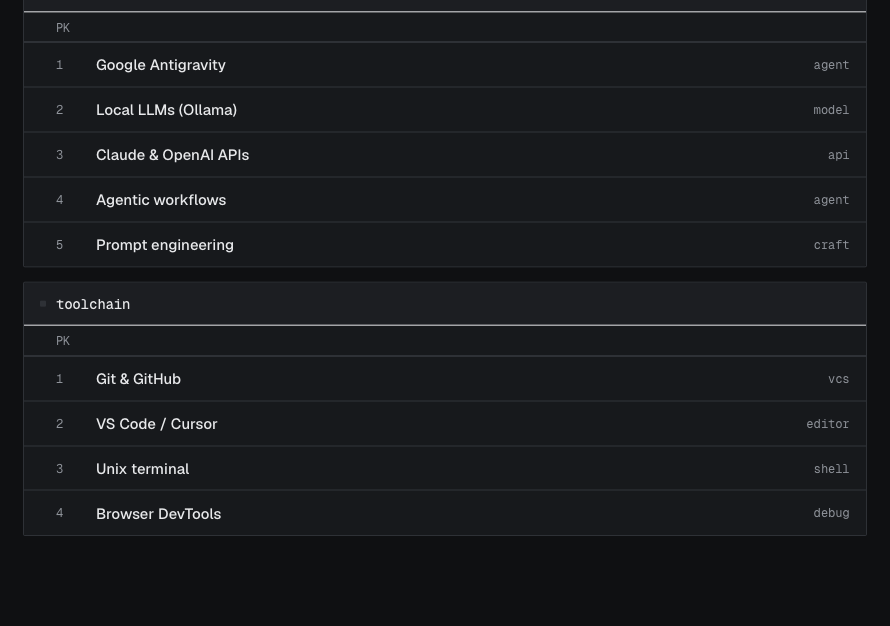 PK
1 Google Antigravity agent
2 Local LLMs (Ollama) model
3 Claude & OpenAI APIs api
4 Agentic workflows agent
5 Prompt engineering craft
toolchain
PK
1 Git & GitHub vcs
2 VS Code / Cursor editor
3 Unix terminal shell
4 Browser DevTools debug